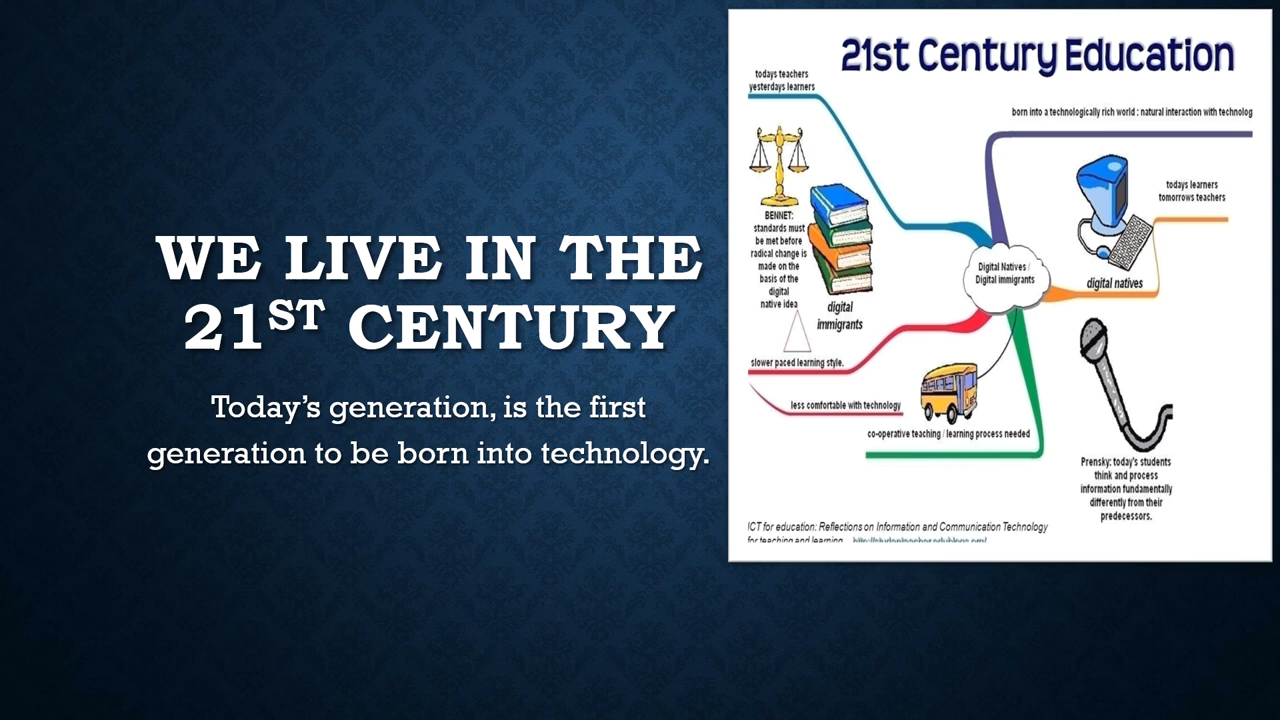 WE LIVE IN THE
21ST CENTURY
Today's generation, is the first
generation to be born into technology.
21st Century Education
todays teachers
yesterdays learners
born into a technologically rich world : natural interaction with technolog
todays learners
tomorrows teachers
BENNET:
standards must
be met before
radical change is
made on the
basis of the
digital
native idea
digital
immigrants
Digital Natives /
Digital immigrants
digital natives
slower paced learning style.
less comfortable with technology
co-operative teaching / learning process needed
Prensky: today's students
think and process
information fundamentally
differently from their
predecessors.
ICT for education: Reflections on Information and Communication Technology
for teaching and learning